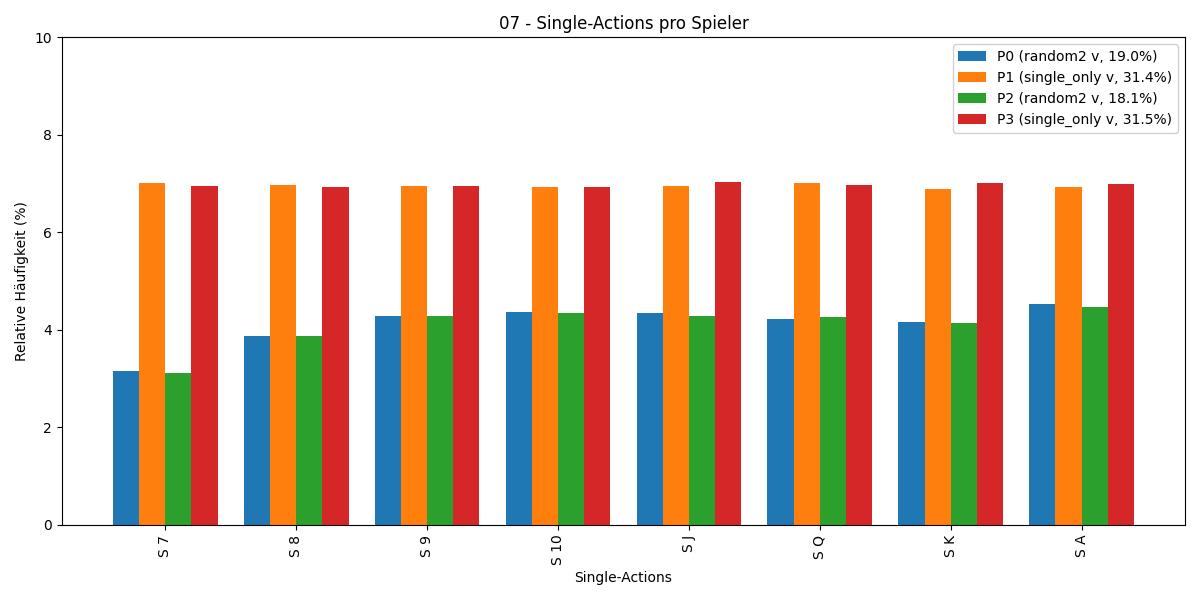 07 - Single-Actions pro Spieler
Relative Häufigkeit (%)
10
8
6
4
2
0
P0 (random2 v, 19.0%)
P1 (single_only v, 31.4%)
P2 (random2 v, 18.1%)
P3 (single_only v, 31.5%)
S 7
S 8
S 9
S 10
S J
S Q
S K
S A
Single-Actions